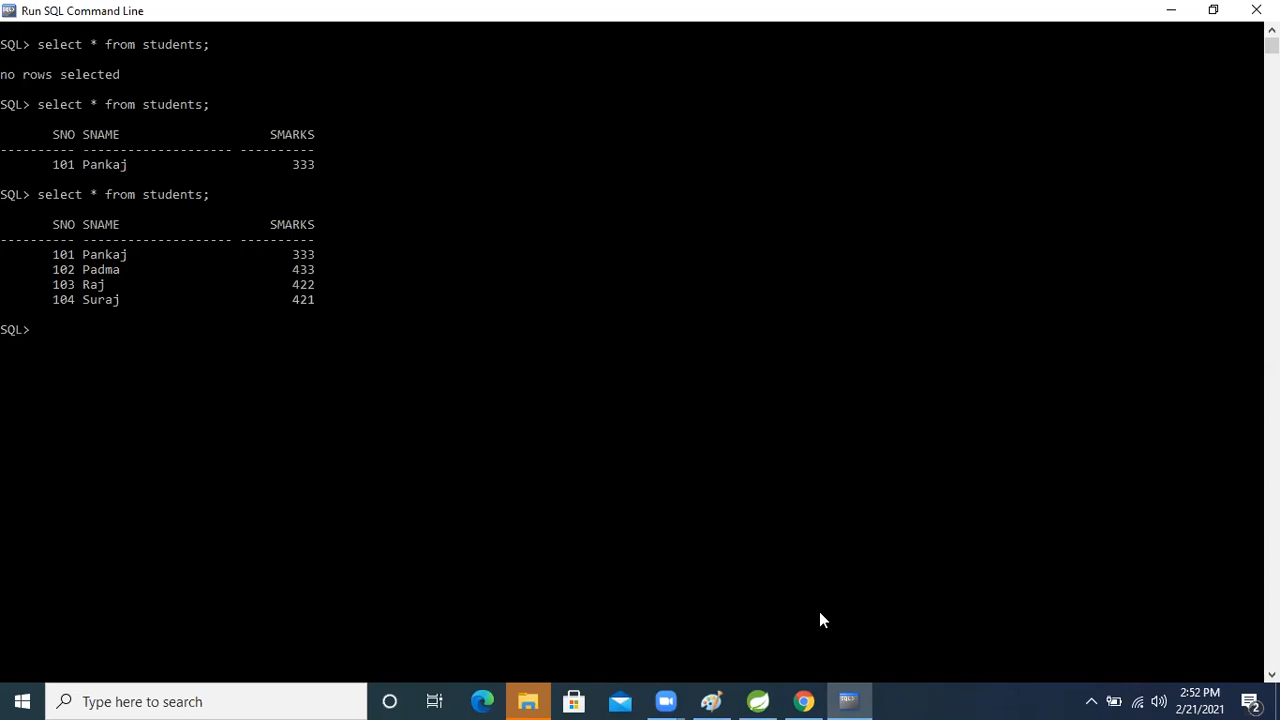 Run SQL Command Line
SQL> select * from students;
no rows selected
SQL> select * from students;
SNO SNAME SMARKS
---------- -------------------- ----------
101 Pankaj 333
SQL> select * from students;
SNO SNAME SMARKS
---------- -------------------- ----------
101 Pankaj 333
102 Padma 433
103 Raj 422
104 Suraj 421
SQL>
Type here to search
2:52 PM
2/21/2021
2